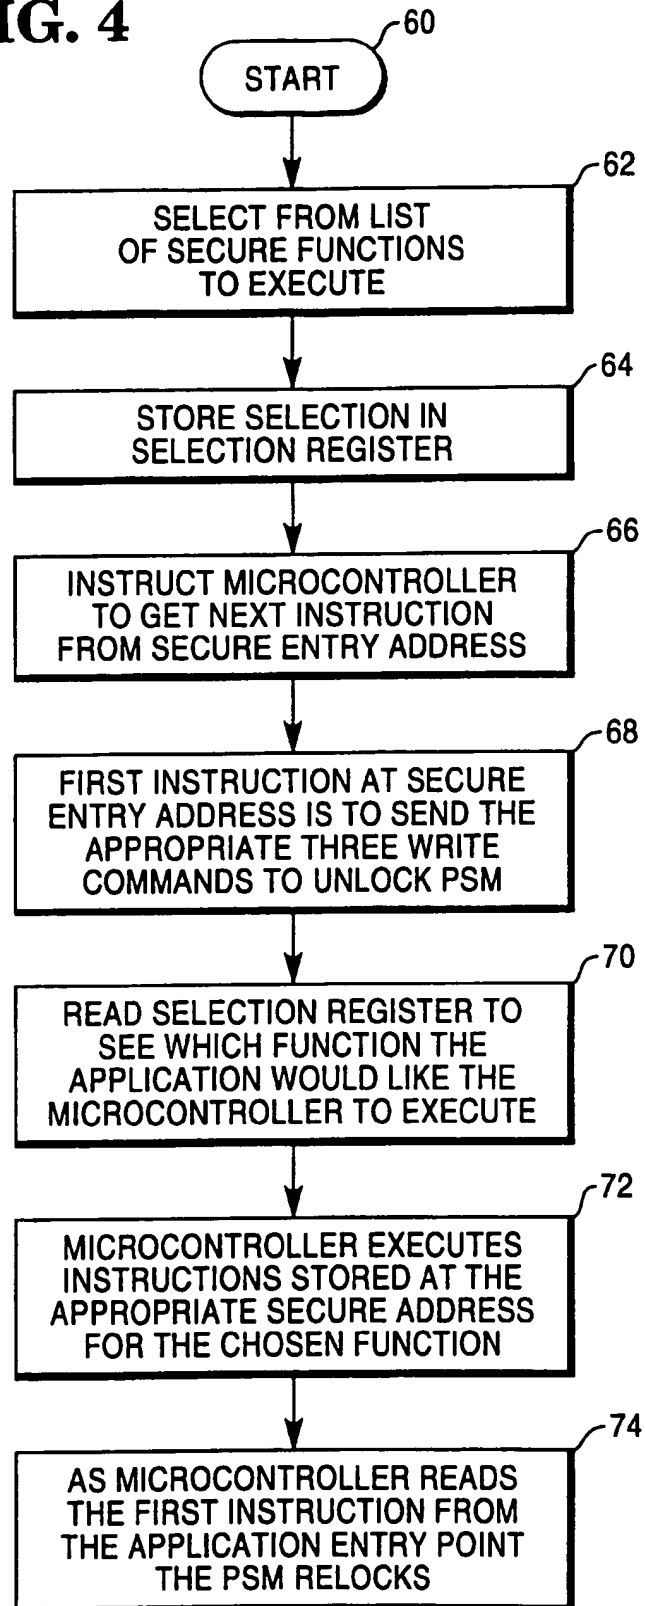 IG. 4
60
START
62
SELECT FROM LIST
OF SECURE FUNCTIONS
TO EXECUTE
64
STORE SELECTION IN
SELECTION REGISTER
66
INSTRUCT MICROCONTROLLER
TO GET NEXT INSTRUCTION
FROM SECURE ENTRY ADDRESS
68
FIRST INSTRUCTION AT SECURE
ENTRY ADDRESS IS TO SEND THE
APPROPRIATE THREE WRITE
COMMANDS TO UNLOCK PSM
70
READ SELECTION REGISTER TO
SEE WHICH FUNCTION THE
APPLICATION WOULD LIKE THE
MICROCONTROLLER TO EXECUTE
72
MICROCONTROLLER EXECUTES
INSTRUCTIONS STORED AT THE
APPROPRIATE SECURE ADDRESS
FOR THE CHOSEN FUNCTION
74
AS MICROCONTROLLER READS
THE FIRST INSTRUCTION FROM
THE APPLICATION ENTRY POINT
THE PSM RELOCKS